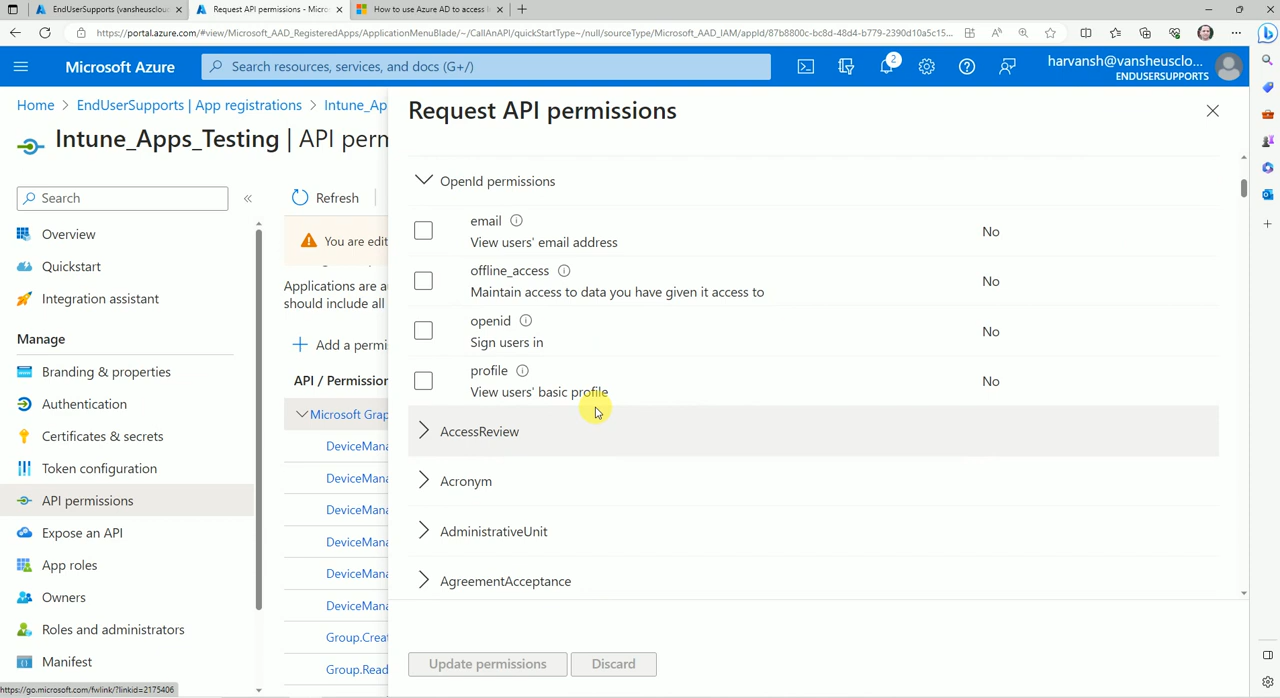 EndUserSupports (vansheusclou
Request API permissions - Micros
How to use Azure AD to access I
https://portal.azure.com/#view/Microsoft_AAD_RegisteredApps/ApplicationMenuBlade/~/CallAnAPI/quickStartType~/null/sourceType/Microsoft_AAD_IAM/appId/87b8800c-bc8d-48d4-b779-2390d01a0c5c15...
Microsoft Azure
Search resources, services, and docs (G+/)
2
harvansh@vansheusclo...
ENDUSERSUPPORTS
Home > EndUserSupports | App registrations > Intune_Ap
Intune_Apps_Testing | API perm
Search
Overview
Quickstart
Integration assistant
Manage
Branding & properties
Authentication
Certificates & secrets
Token configuration
API permissions
Expose an API
App roles
Owners
Roles and administrators
Manifest
https://go.microsoft.com/fwlink/?linkid=2175406
Refresh
You are edit
Applications are a
should include all
Add a permi
API / Permission
Microsoft Grap
DeviceMana
DeviceMana
DeviceMana
DeviceMana
DeviceMana
DeviceMana
Group.Crea
Group.Read
Request API permissions
OpenId permissions
email
View users' email address
No
offline_access
Maintain access to data you have given it access to
No
openid
Sign users in
No
profile
View users' basic profile
No
AccessReview
Acronym
AdministrativeUnit
AgreementAcceptance
Update permissions
Discard